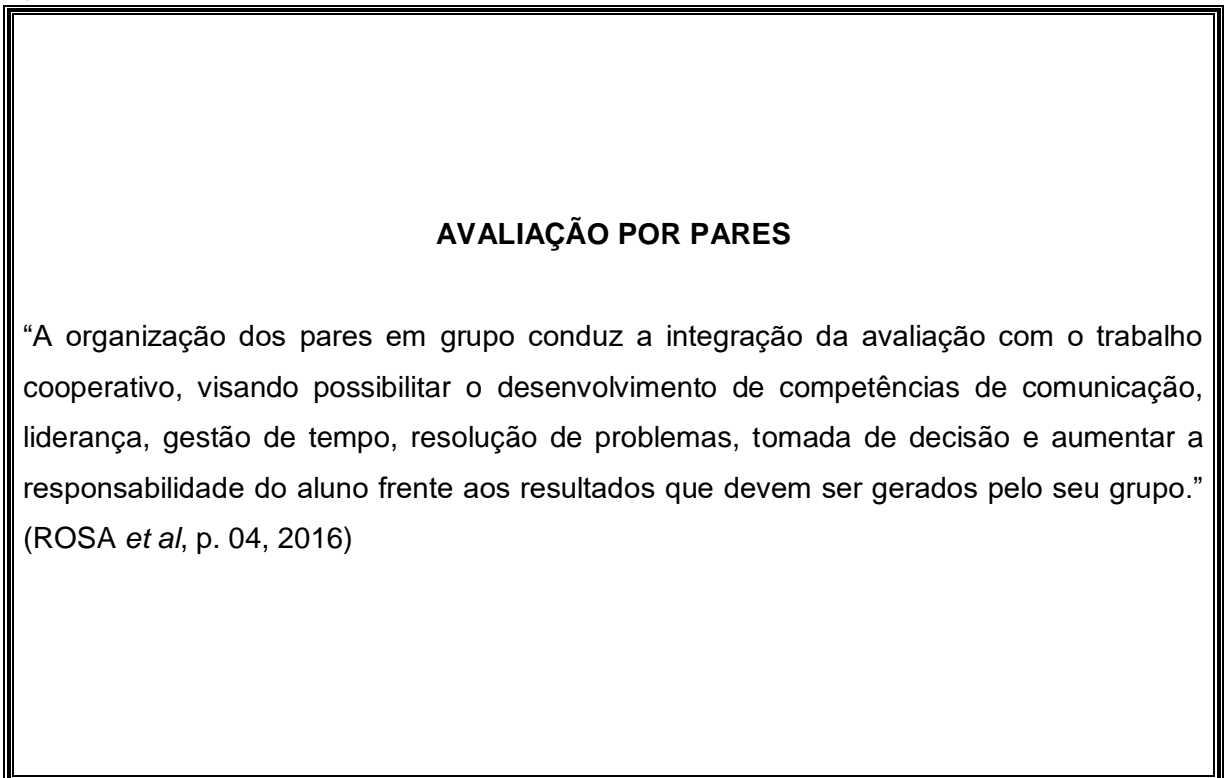 AVALIAÇÃO POR PARES
“A organização dos pares em grupo conduz a integração da avaliação com o trabalho
cooperativo, visando possibilitar o desenvolvimento de competências de comunicação,
liderança, gestão de tempo, resolução de problemas, tomada de decisão e aumentar a
responsabilidade do aluno frente aos resultados que devem ser gerados pelo seu grupo.”
(ROSA et al, p. 04, 2016)